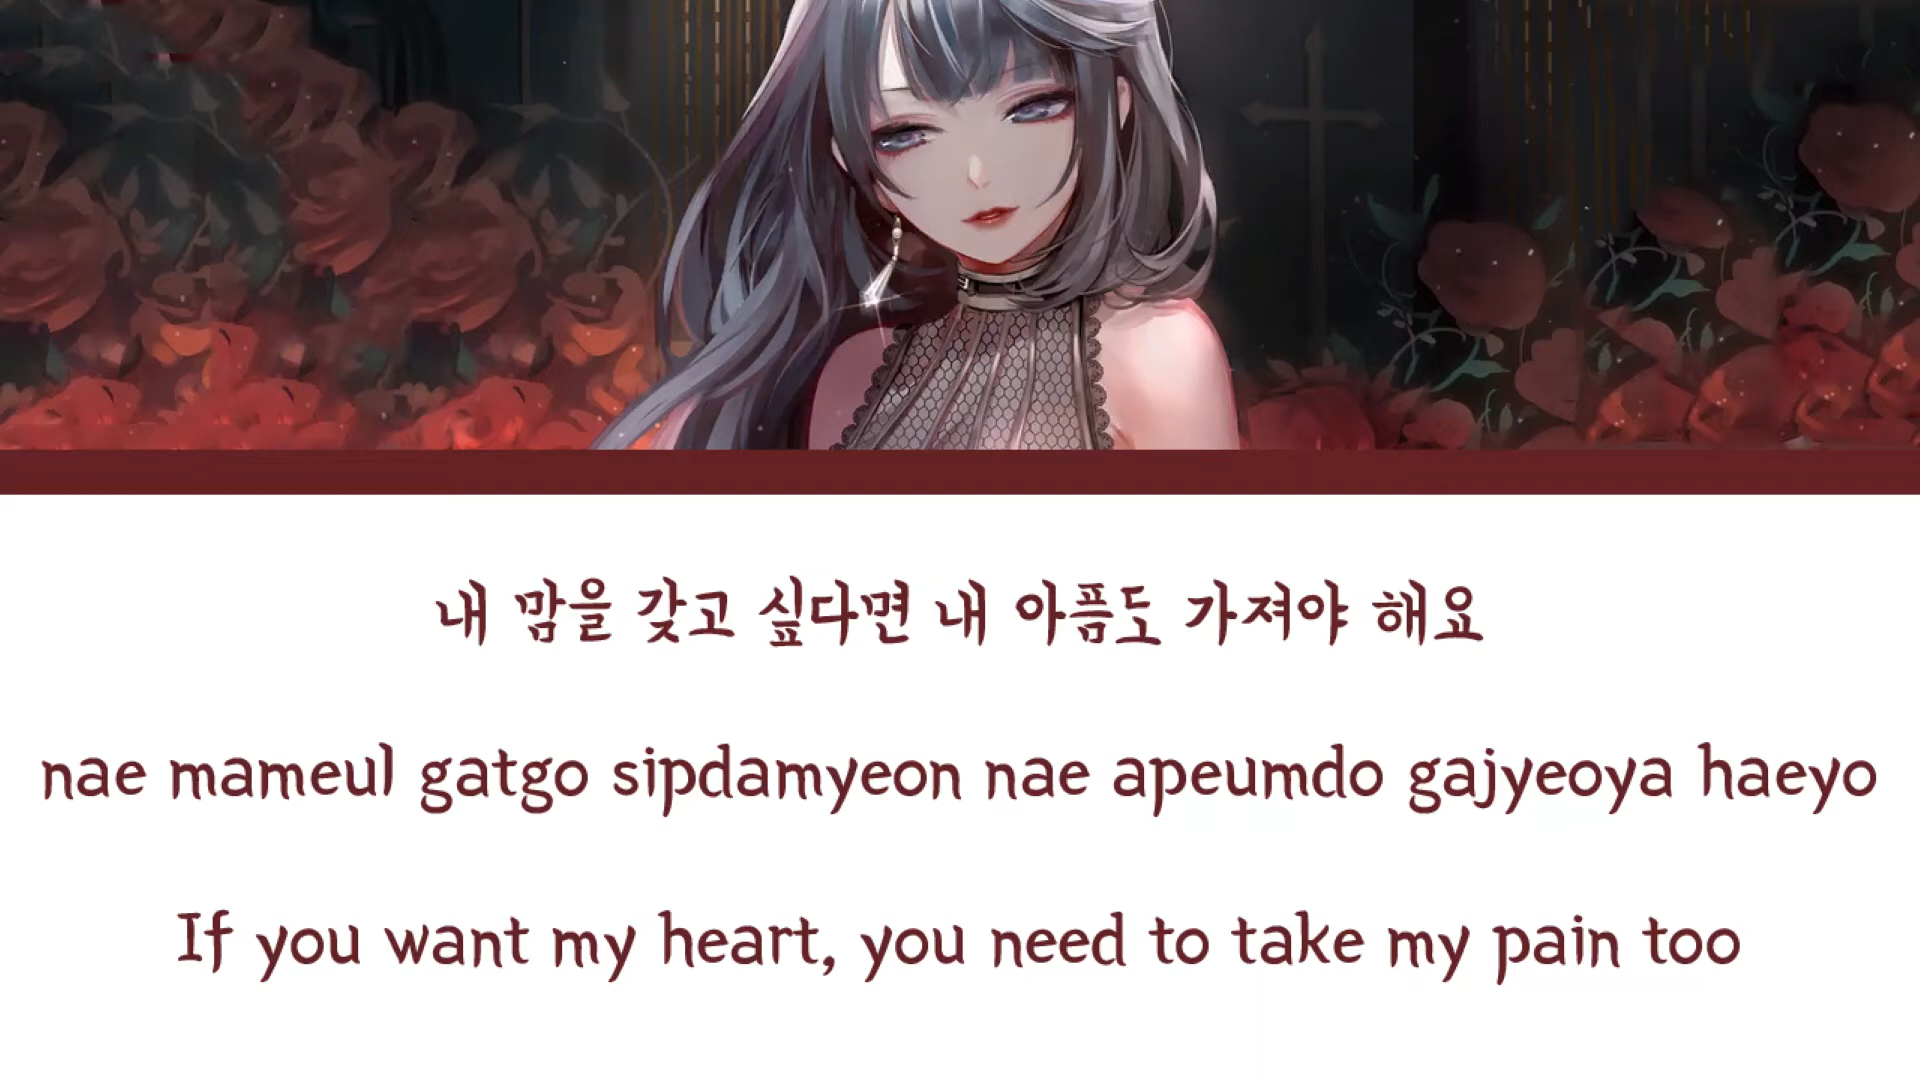 내 맘을 갖고 싶다면 내 아픔도 가져야 해요
nae mameul gatgo sipdamyeon nae apeumdo gajyeoya haeyo
If you want my heart, you need to take my pain too